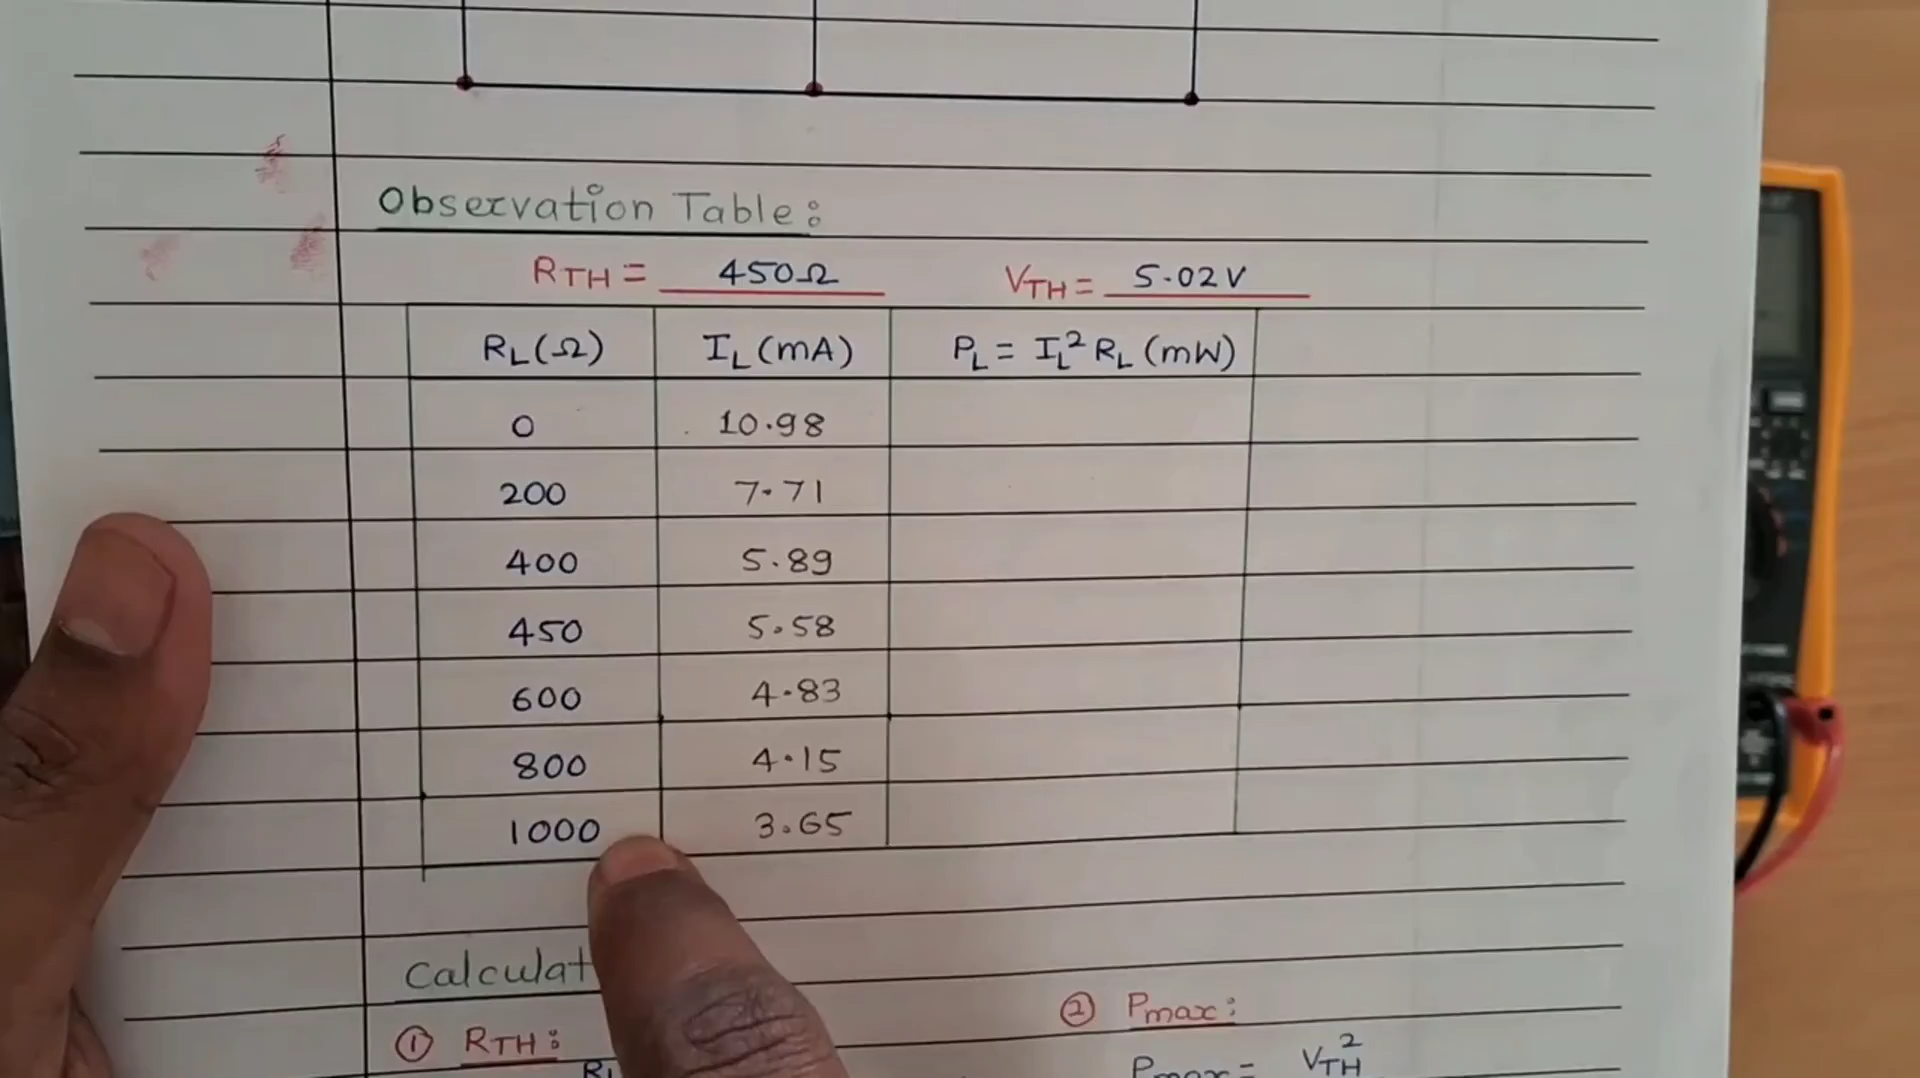 Observation Table:
RTH = 450Ω VTH = 5.02V
RL(Ω) IL(mA) PL = IL² RL (mW)
0 10.98
200 7.71
400 5.89
450 5.58
600 4.83
800 4.15
1000 3.65
Calculat
② Pmax:
① RTH:
Pmax = VTH²